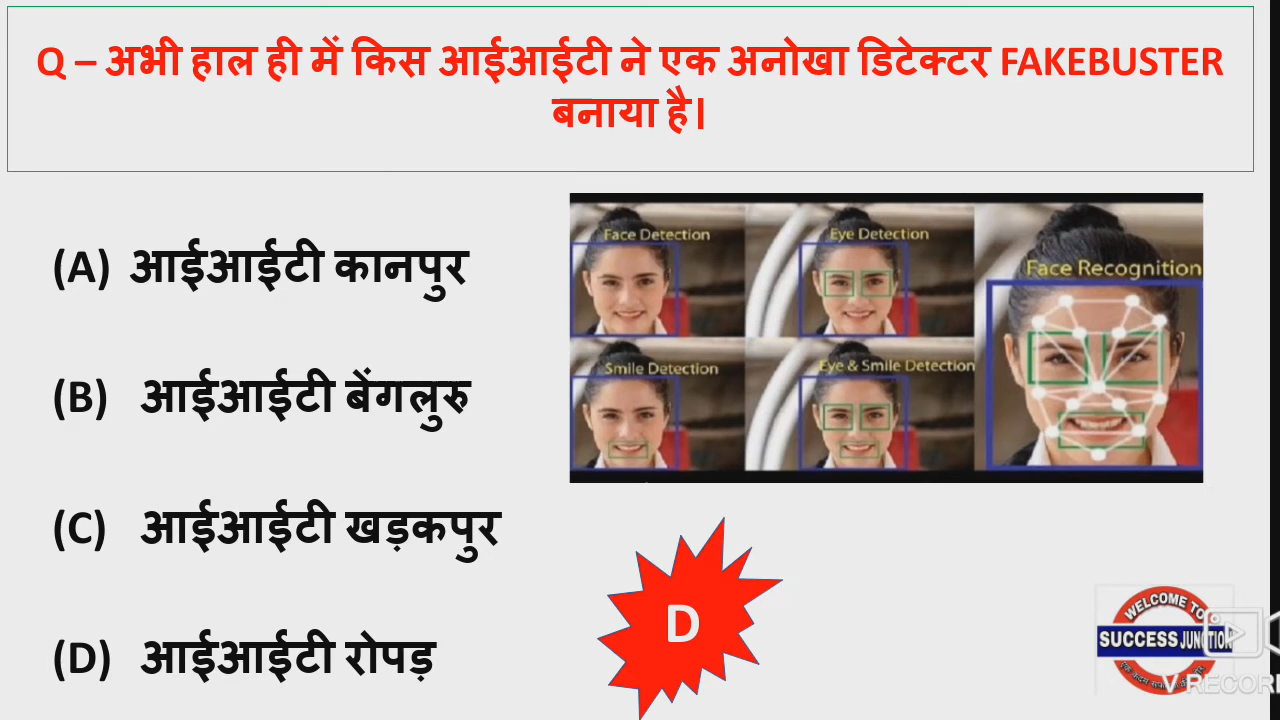 Q – अभी हाल ही में किस आईआईटी ने एक अनोखा डिटेक्टर FAKEBUSTER
बनाया है।
(A) आईआईटी कानपुर
(B) आईआईटी बेंगलुरु
(C) आईआईटी खड़कपुर
(D) आईआईटी रोपड़
Face Detection
Eye Detection
Face Recognition
Smile Detection
Eye & Smile Detection
D
WELCOME TO
SUCCESS JUNCTION
V RECOR